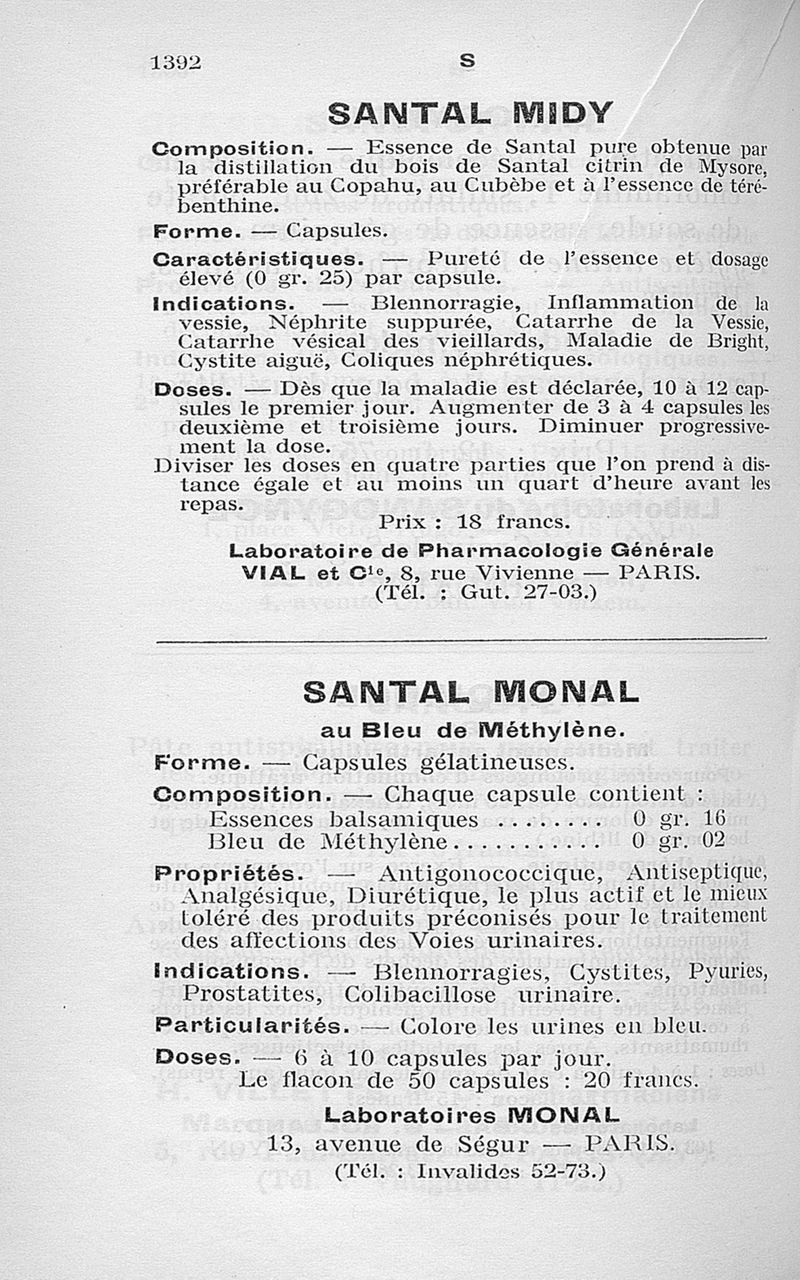 1392 S
SANTAL MIDY
Composition. — Essence de Santal pure obtenue par
la distillation du bois de Santal citrin de Mysore,
préférable au Copahu, au Cubèbe et à l'essence de téré-
benthine.
Forme. — Capsules.
Caractéristiques. — Pureté de l'essence et dosage
élevé (0 gr. 25) par capsule.
Indications. — Blennorragie, Inflammation de la
vessie, Néphrite suppurée, Catarrhe de la Vessie,
Catarrhe vésical des vieillards, Maladie de Bright,
Cystite aiguë, Coliques néphrétiques.
Doses. — Dès que la maladie est déclarée, 10 à 12 cap-
sules le premier jour. Augmenter de 3 à 4 capsules les
deuxième et troisième jours. Diminuer progressive-
ment la dose.
Diviser les doses en quatre parties que l'on prend à dis-
tance égale et au moins un quart d'heure avant les
repas.
Prix : 18 francs.
Laboratoire de Pharmacologie Générale
VIAL et Cie, 8, rue Vivienne — PARIS.
(Tél. : Gut. 27-03.)
SANTAL MONAL
au Bleu de Méthylène.
Forme. — Capsules gélatineuses.
Composition. — Chaque capsule contient :
Essences balsamiques ........ 0 gr. 16
Bleu de Méthylène........... 0 gr. 02
Propriétés. — Antigonococcique, Antiseptique,
Analgésique, Diurétique, le plus actif et le mieux
toléré des produits préconisés pour le traitement
des affections des Voies urinaires.
Indications. — Blennorragies, Cystites, Pyuries,
Prostatites, Colibacillose urinaire.
Particularités. — Colore les urines en bleu.
Doses. — 6 à 10 capsules par jour.
Le flacon de 50 capsules : 20 francs.
Laboratoires MONAL
13, avenue de Ségur — PARIS.
(Tél. : Invalides 52-73.)